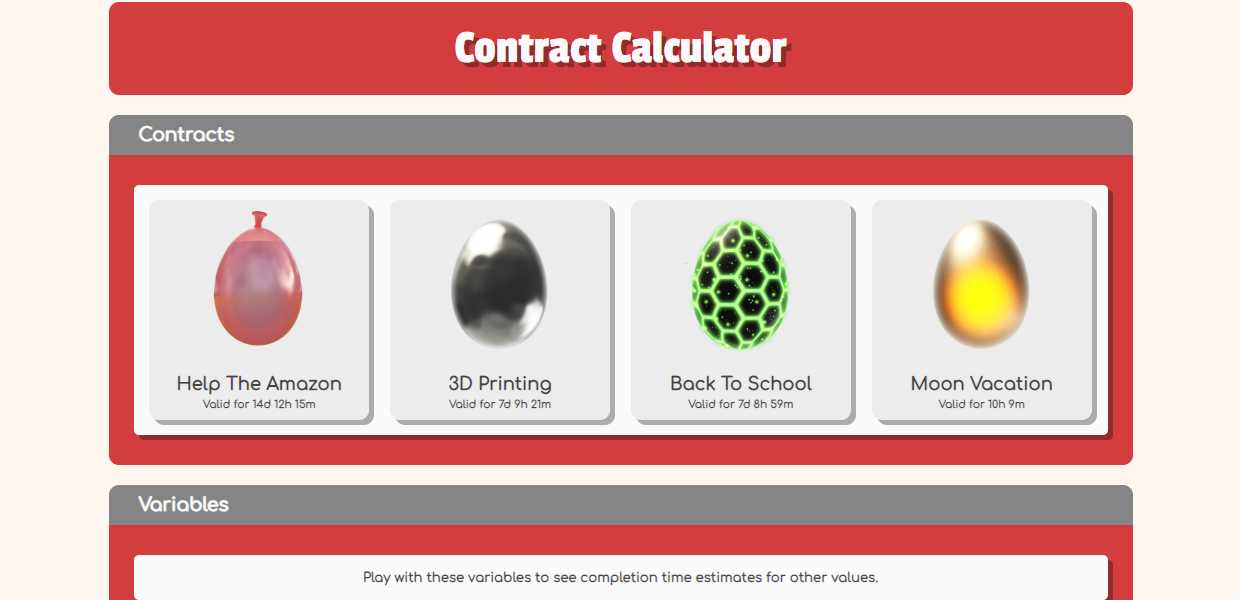 Contract Calculator
Contracts
Help The Amazon
Valid for 14d 12h 15m
3D Printing
Valid for 7d 9h 21m
Back To School
Valid for 7d 8h 59m
Moon Vacation
Valid for 10h 9m
Variables
Play with these variables to see completion time estimates for other values.